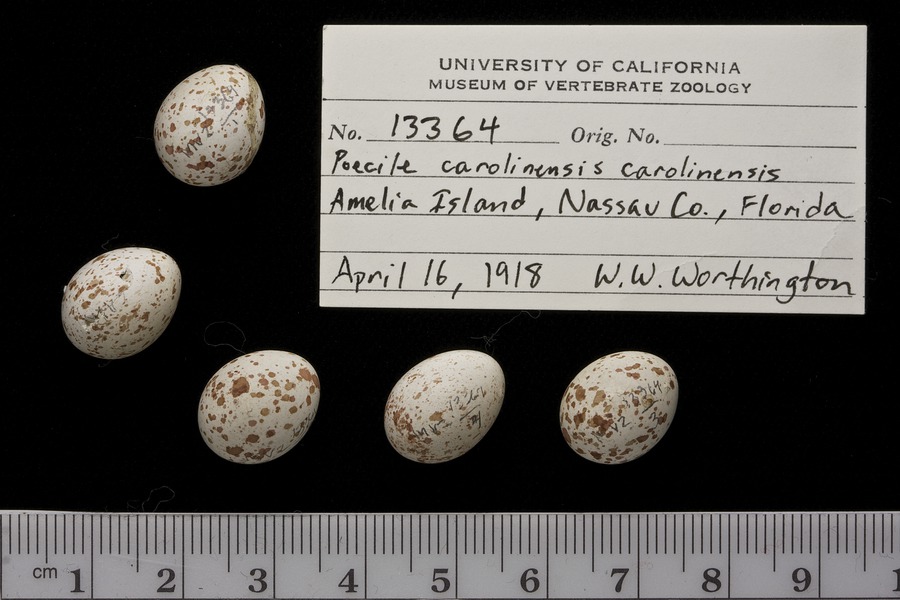 UNIVERSITY OF CALIFORNIA
MUSEUM OF VERTEBRATE ZOOLOGY
No. 13364 Orig. No.
Poecile carolinensis carolinensis
Amelia Island, Nassau Co., Florida
April 16, 1918 W.W. Worthington
cm 1 2 3 4 5 6 7 8 9 1